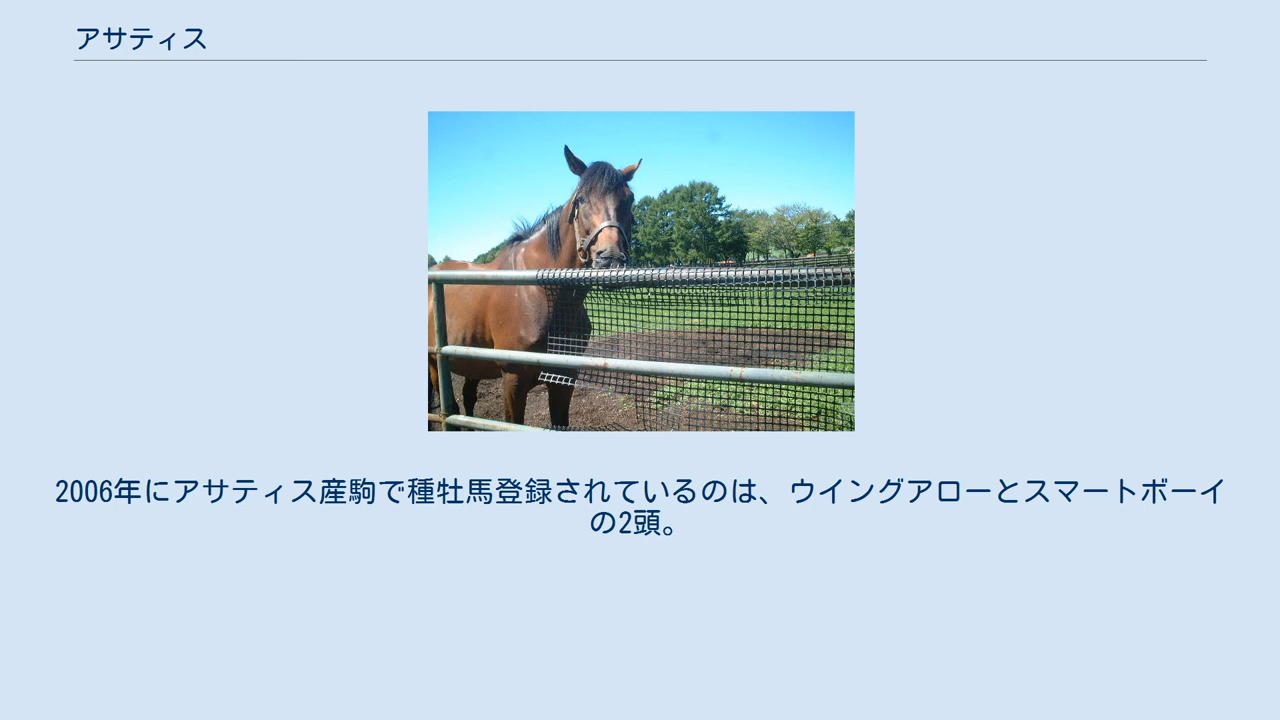 アサティス
2006年にアサティス産駒で種牡馬登録されているのは、ウイングアローとスマートボーイ
の2頭。